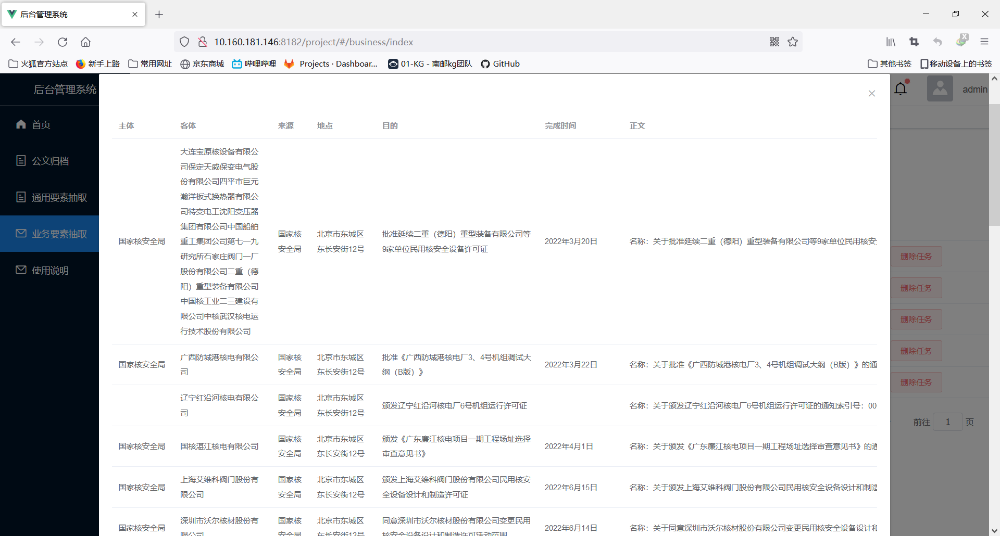 后台管理系统
10.160.181.146:8182/project/#/business/index
火狐官方站点 新手上路 常用网址 京东商城 哔哩哔哩 Projects · Dashboar... 01-KG - 南邮kg团队 GitHub 其他书签 移动设备上的书签
后台管理系统
admin
首页
公文归档
通用要素抽取
业务要素抽取
使用说明
主体 客体 来源 地点 目的 完成时间 正文
大连宝原核设备有限公
司保定天威保变电气股
份有限公司四平市巨元
瀚洋板式换热器有限公
司特变电工沈阳变压器
集团有限公司中国船舶
重工集团公司第七一九
研究所石家庄阀门一厂
股份有限公司二重（德
阳）重型装备有限公司
中国核工业二三建设有
限公司中核武汉核电运
行技术股份有限公司
国家核安全局
国家核
安全局
北京市东城区
东长安街12号
批准延续二重（德阳）重型装备有限公司等
9家单位民用核安全设备许可证
2022年3月20日
名称：关于批准延续二重（德阳）重型装备有限公司等9家单位民用核安
国家核安全局
广西防城港核电有限公
司
国家核
安全局
北京市东城区
东长安街12号
批准《广西防城港核电厂3、4号机组调试大
纲（B版）》
2022年3月22日
名称：关于批准《广西防城港核电厂3、4号机组调试大纲（B版）》的通
辽宁红沿河核电有限公
司
国家核
安全局
北京市东城区
东长安街12号
颁发辽宁红沿河核电厂6号机组运行许可证
名称：关于颁发辽宁红沿河核电厂6号机组运行许可证的通知索引号：00
国家核安全局
国核湛江核电有限公司
国家核
安全局
北京市东城区
东长安街12号
颁发《广东廉江核电项目一期工程场址选择
审查意见书》
2022年4月1日
名称：关于颁发《广东廉江核电项目一期工程场址选择审查意见书》的通
国家核安全局
上海艾维科阀门股份有
限公司
国家核
安全局
北京市东城区
东长安街12号
颁发上海艾维科阀门股份有限公司民用核安
全设备设计和制造许可证
2022年6月15日
名称：关于颁发上海艾维科阀门股份有限公司民用核安全设备设计和制造
国家核安全局
深圳市沃尔核材股份有
限公司
国家核
安全局
北京市东城区
东长安街12号
同意深圳市沃尔核材股份有限公司变更民用
核安全设备设计和制造许可活动范围
2022年6月14日
名称：关于同意深圳市沃尔核材股份有限公司变更民用核安全设备设计和
删除任务
删除任务
删除任务
删除任务
删除任务
前往 1 页